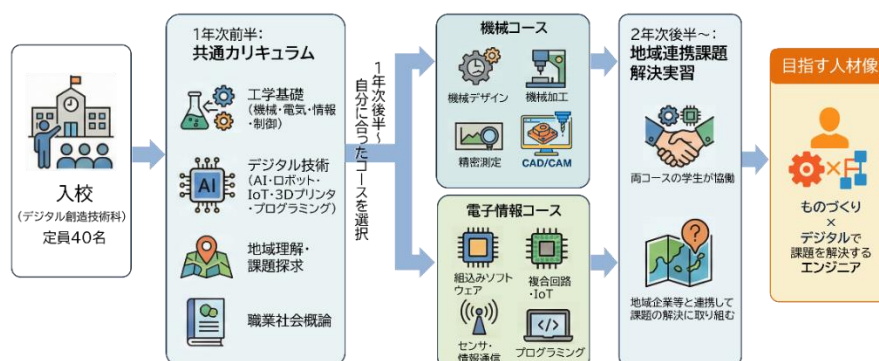 入校
(デジタル創造技術科)
定員40名
1年次前半:
共通カリキュラム
工学基礎
(機械・電気・情報
・制御)
AI
デジタル技術
(AI・ロボット・
IoT・3Dプリンタ
・プログラミング)
地域理解・
課題探求
職業社会概論
1年次後半~
自分に合ったコースを選択
機械コース
機械デザイン
機械加工
精密測定
CAD/CAM
電子情報コース
組込みソフト
ウェア
複合回路
・IoT
センサ・
情報通信
</>
プログラミング
2年次後半~:
地域連携課題
解決実習
両コースの学生が協働
?
地域企業等と連携して
課題の解決に取り組む
目指す人材像
×
ものづくり
×
デジタルで
課題を解決する
エンジニア